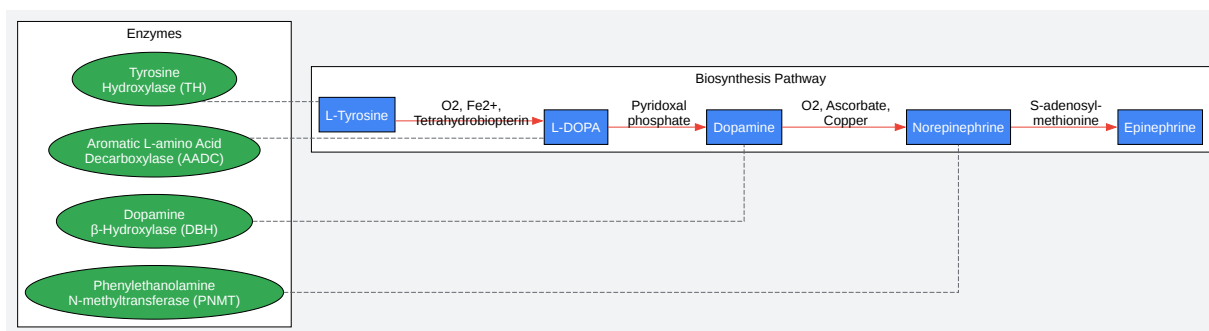 Enzymes
Tyrosine
Hydroxylase (TH)
Aromatic L-amino Acid
Decarboxylase (AADC)
Dopamine
β-Hydroxylase (DBH)
Phenylethanolamine
N-methyltransferase (PNMT)
Biosynthesis Pathway
L-Tyrosine
O2, Fe2+,
Tetrahydrobiopterin
L-DOPA
Pyridoxal
phosphate
Dopamine
O2, Ascorbate,
Copper
Norepinephrine
S-adenosyl-
methionine
Epinephrine